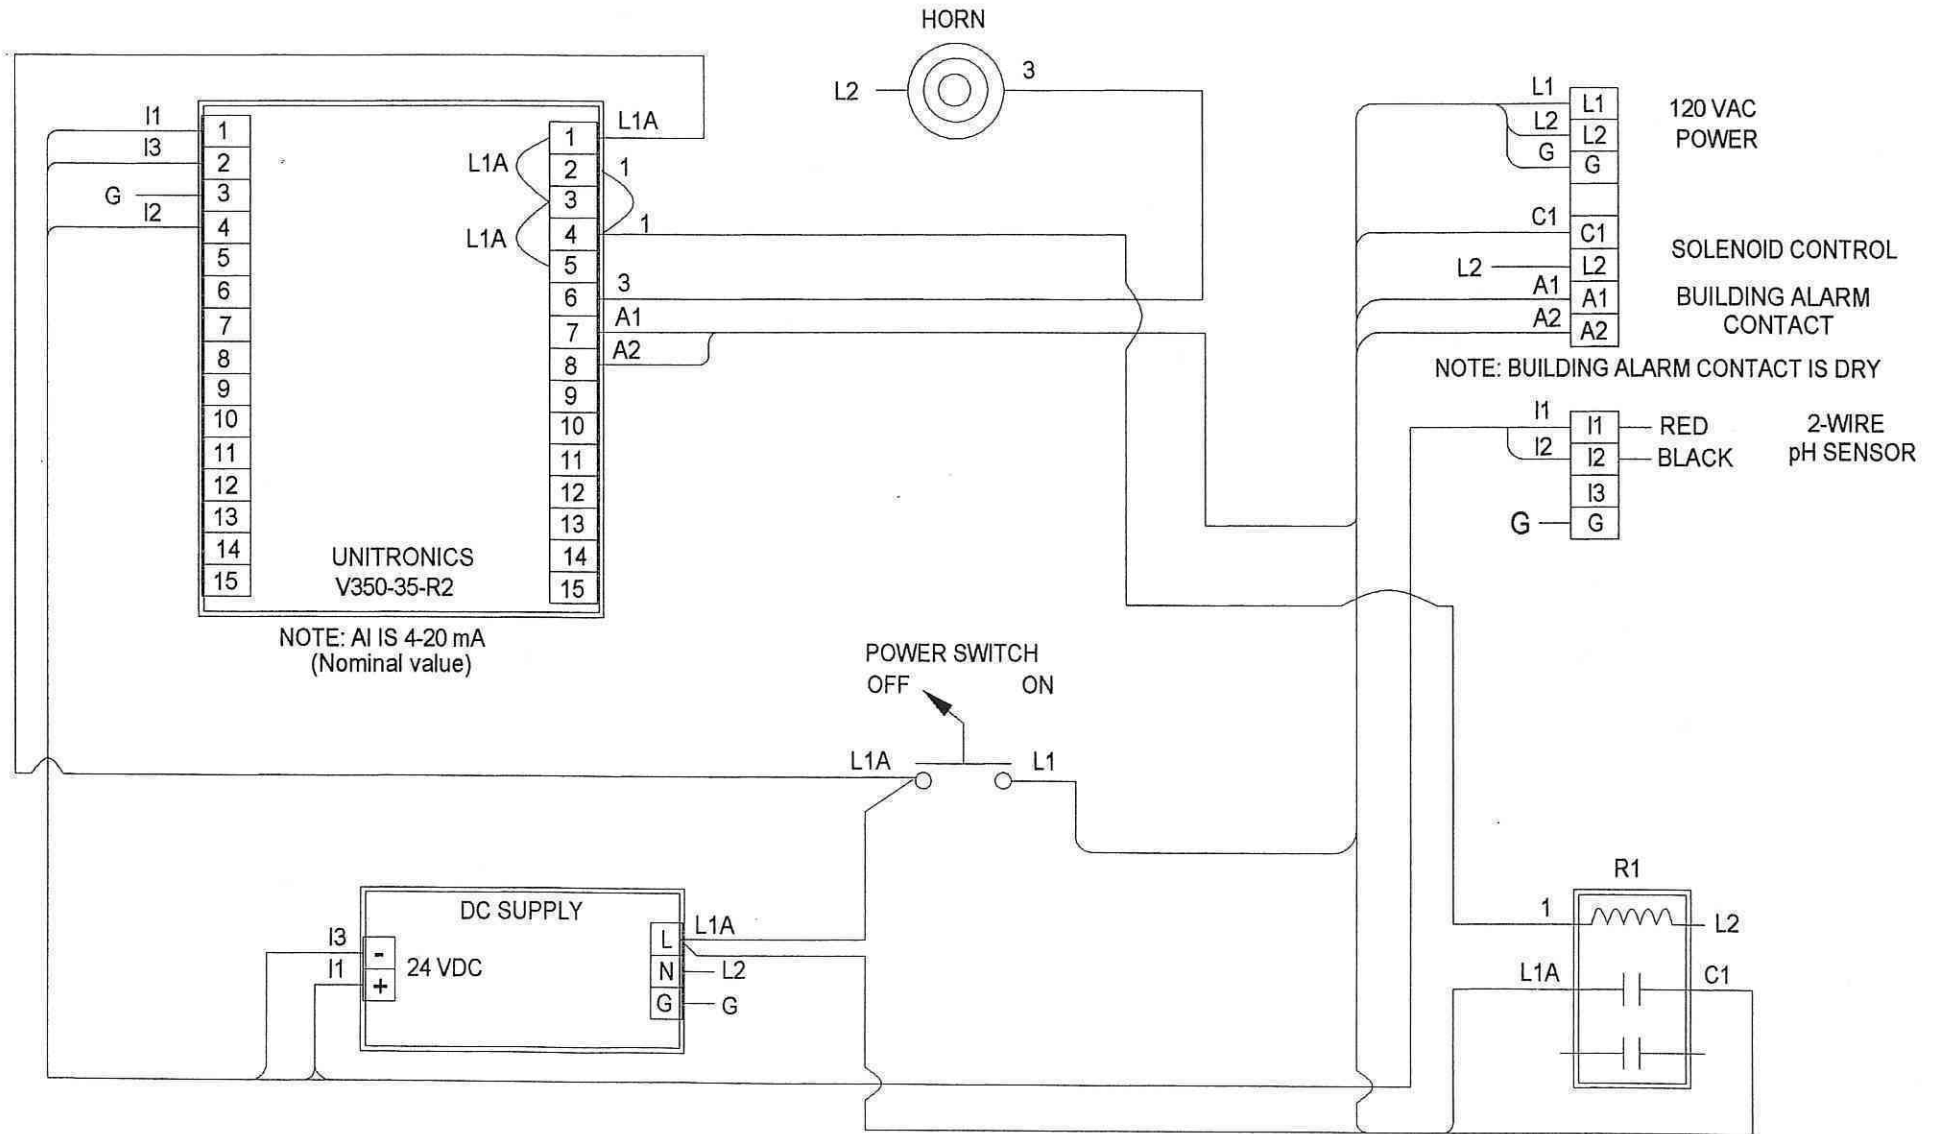 HORN
L2
3
I1
I3
G
I2
1
2
3
4
5
6
7
8
9
10
11
12
13
14
15
L1A
L1A
1
2
3
4
5
6
7
8
9
10
11
12
13
14
15
L1A
1
1
3
A1
A2
UNITRONICS
V350-35-R2
NOTE: AI IS 4-20 mA
(Nominal value)
L1 L1 120 VAC
L2 L2 POWER
G G
C1 C1 SOLENOID CONTROL
L2 L2
A1 A1 BUILDING ALARM
A2 A2 CONTACT
NOTE: BUILDING ALARM CONTACT IS DRY
I1 I1 RED 2-WIRE
I2 I2 BLACK pH SENSOR
I3
G G
POWER SWITCH
OFF ON
L1A L1
DC SUPPLY
I3 - L L1A
I1 + 24 VDC N L2
G G
R1
1 L2
L1A C1